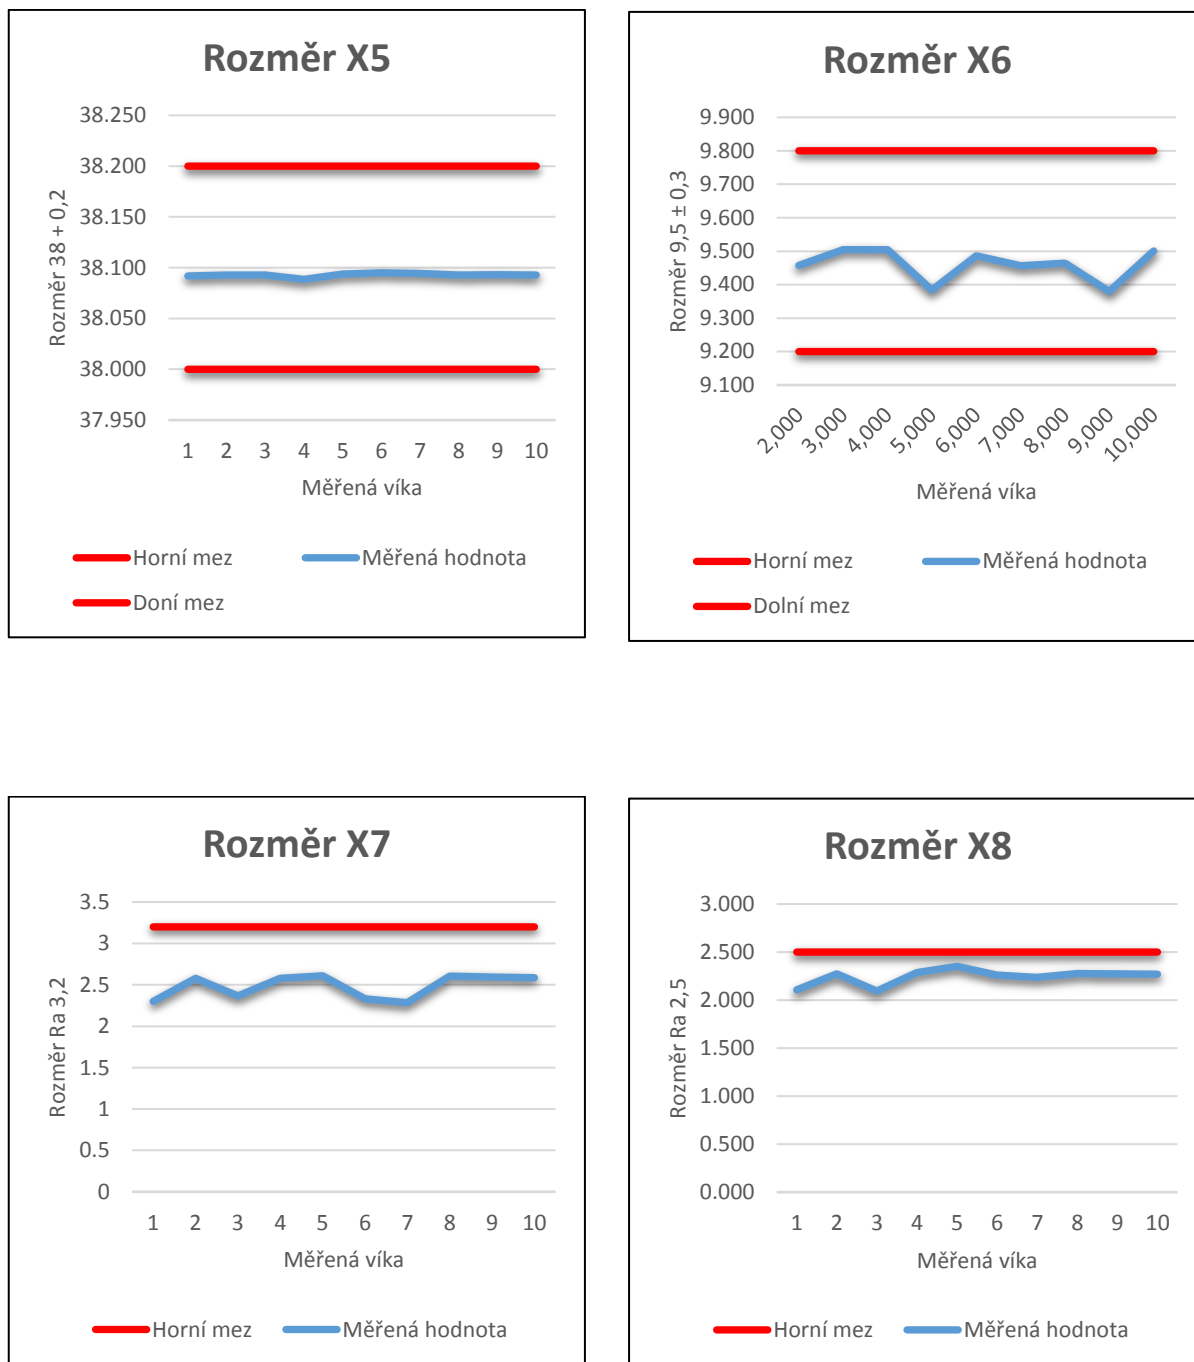 Rozměr X5
38.250
38.200
38.150
38.100
38.050
38.000
37.950
Rozměr 38 + 0,2
1 2 3 4 5 6 7 8 9 10
Měřená víka
Horní mez Měřená hodnota
Doní mez
Rozměr X6
9.900
9.800
9.700
9.600
9.500
9.400
9.300
9.200
9.100
Rozměr 9,5 ± 0,3
2,000 3,000 4,000 5,000 6,000 7,000 8,000 9,000 10,000
Měřená víka
Horní mez Měřená hodnota
Dolní mez
Rozměr X7
3.5
3
2.5
2
1.5
1
0.5
0
Rozměr Ra 3,2
1 2 3 4 5 6 7 8 9 10
Měřená víka
Horní mez Měřená hodnota
Rozměr X8
3.000
2.500
2.000
1.500
1.000
0.500
0.000
Rozměr Ra 2,5
1 2 3 4 5 6 7 8 9 10
Měřená víka
Horní mez Měřená hodnota